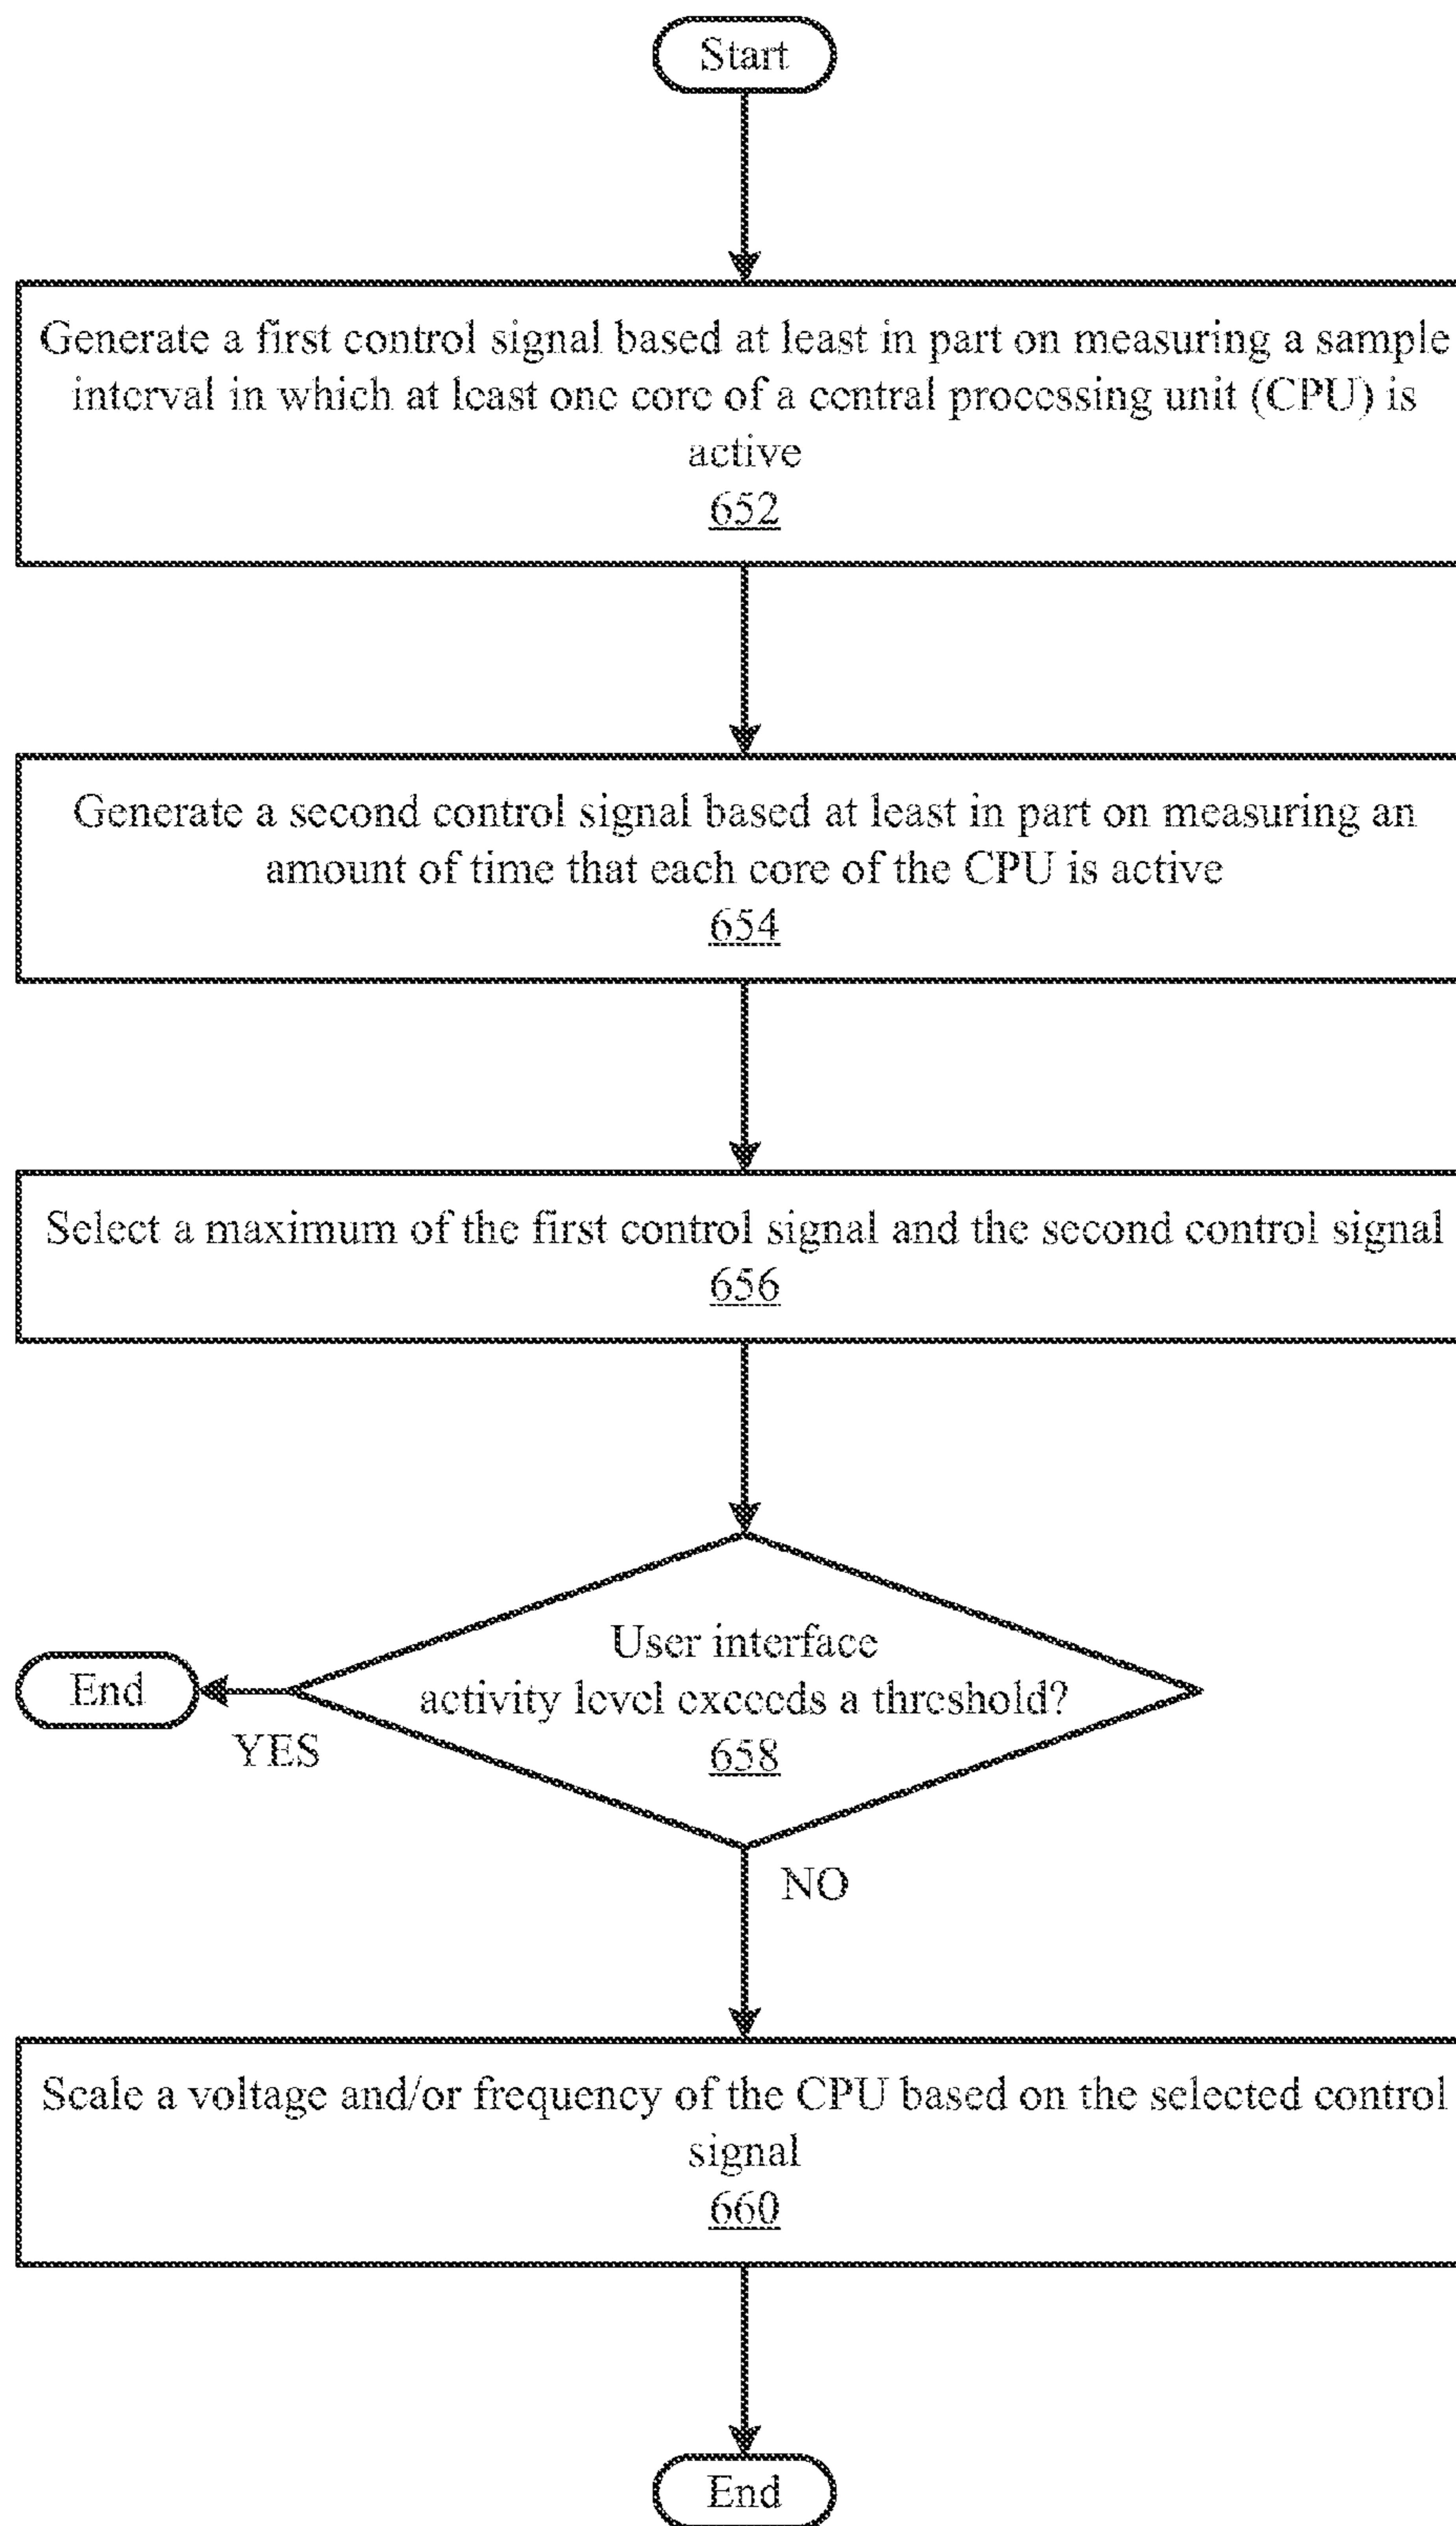 Start
Generate a first control signal based at least in part on measuring a sample
interval in which at least one core of a central processing unit (CPU) is
active
652
Generate a second control signal based at least in part on measuring an
amount of time that each core of the CPU is active
654
Select a maximum of the first control signal and the second control signal
656
User interface
activity level exceeds a threshold?
658
End
YES
NO
Scale a voltage and/or frequency of the CPU based on the selected control
signal
660
End